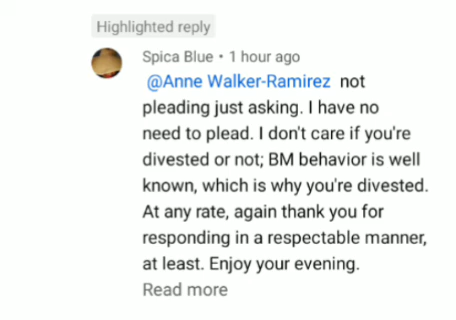 Highlighted reply
Spica Blue • 1 hour ago
@Anne Walker-Ramirez not
pleading just asking. I have no
need to plead. I don't care if you're
divested or not; BM behavior is well
known, which is why you're divested.
At any rate, again thank you for
responding in a respectable manner,
at least. Enjoy your evening.
Read more